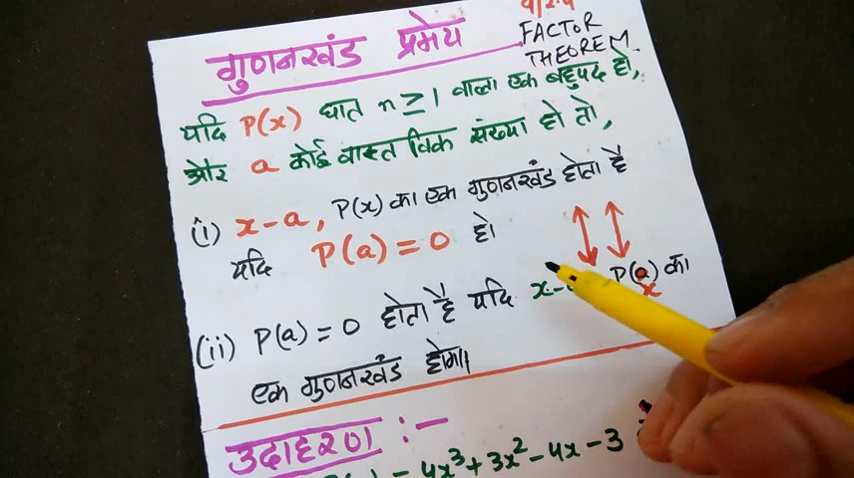 गुणनखंड प्रमेय
FACTOR
THEOREM.
यदि P(x) घात n ≥ 1 वाला एक बहुपद हो,
और a कोई वास्तविक संख्या हो तो,
(i) x-a, P(x) का एक गुणनखंड होता है
यदि P(a) = 0 हो
(ii) P(a) = 0 होता है यदि x- P(a) का
x
एक गुणनखंड होगा।
उदाहरण :-
= 4x³ + 3x² - 4x - 3